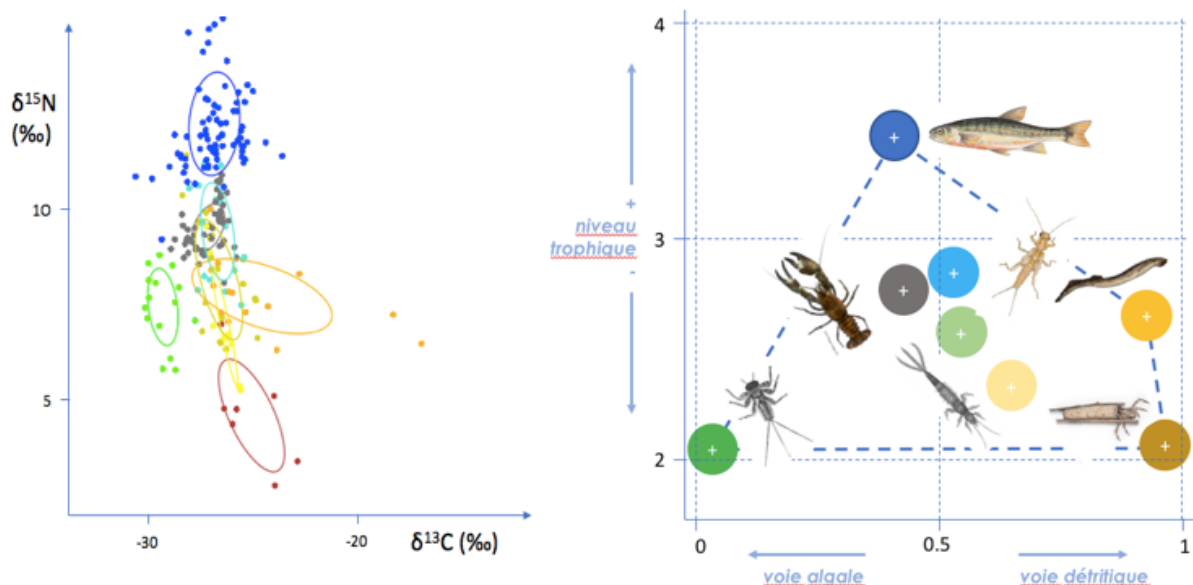 δ¹⁵N
(‰)
10
5
-30
-20
δ¹³C (‰)
+
niveau
trophique
-
4
3
2
0
0.5
1
voie algale
voie détritique